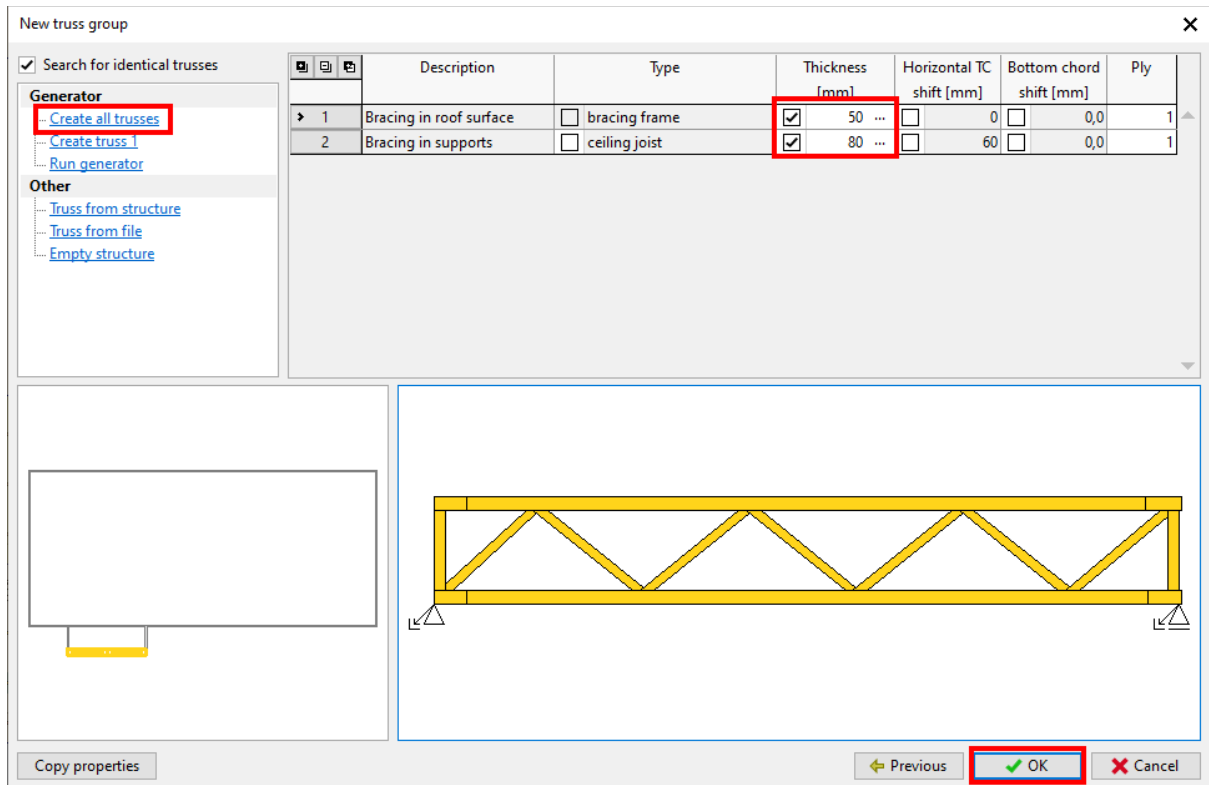 New truss group
Search for identical trusses
Generator
Create all trusses
Create truss 1
Run generator
Other
Truss from structure
Truss from file
Empty structure
Description Type Thickness Horizontal TC Bottom chord Ply
[mm] shift [mm] shift [mm]
1 Bracing in roof surface bracing frame 50 ... 0 0,0 1
2 Bracing in supports ceiling joist 80 ... 60 0,0 1
Copy properties Previous OK Cancel